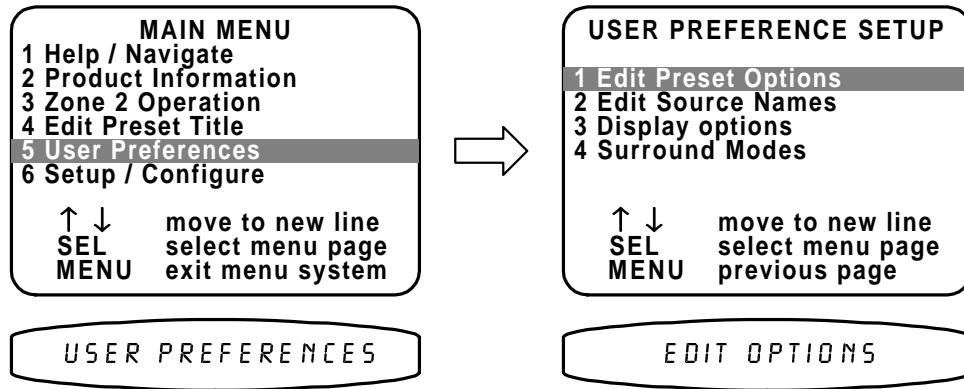 MAIN MENU
1 Help / Navigate
2 Product Information
3 Zone 2 Operation
4 Edit Preset Title
5 User Preferences
6 Setup / Configure
↑ ↓ move to new line
SEL select menu page
MENU exit menu system
USER PREFERENCES
USER PREFERENCE SETUP
1 Edit Preset Options
2 Edit Source Names
3 Display options
4 Surround Modes
↑ ↓ move to new line
SEL select menu page
MENU previous page
EDIT OPTIONS